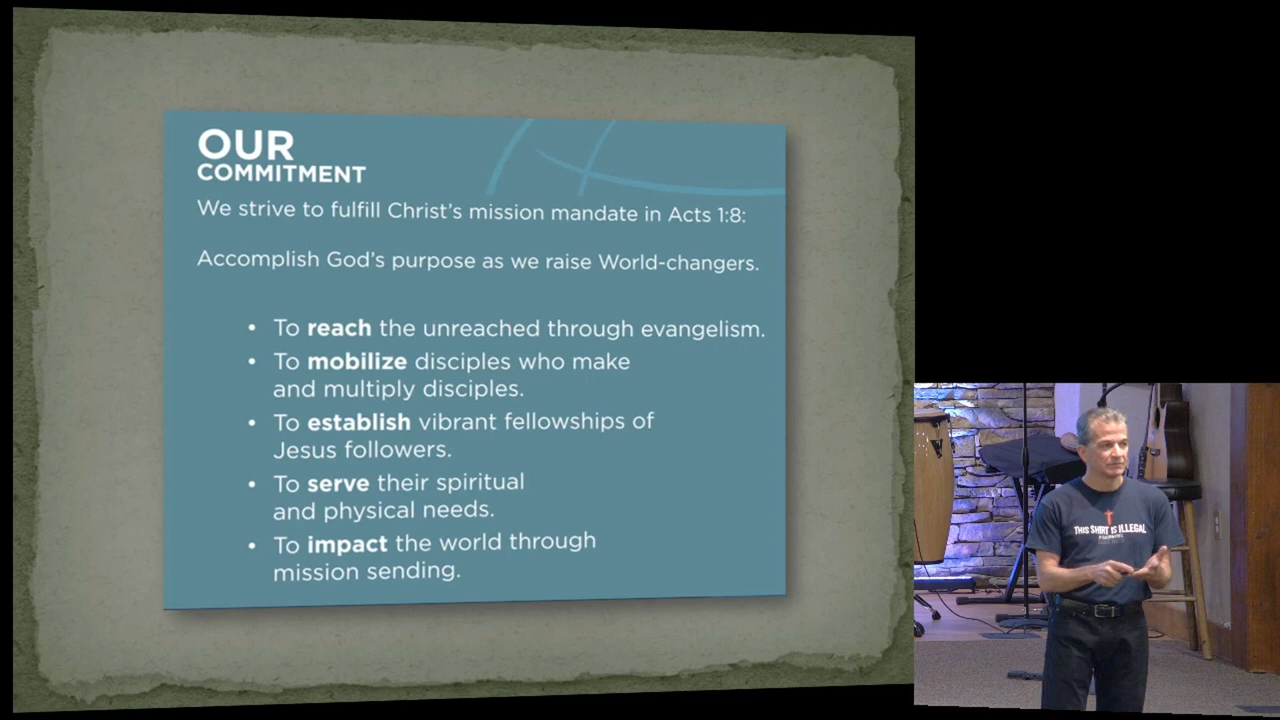 OUR
COMMITMENT
We strive to fulfill Christ's mission mandate in Acts 1:8:
Accomplish God's purpose as we raise World-changers.
• To reach the unreached through evangelism.
• To mobilize disciples who make
and multiply disciples.
• To establish vibrant fellowships of
Jesus followers.
• To serve their spiritual
and physical needs.
• To impact the world through
mission sending.
THIS SHIRT IS ILLEGAL